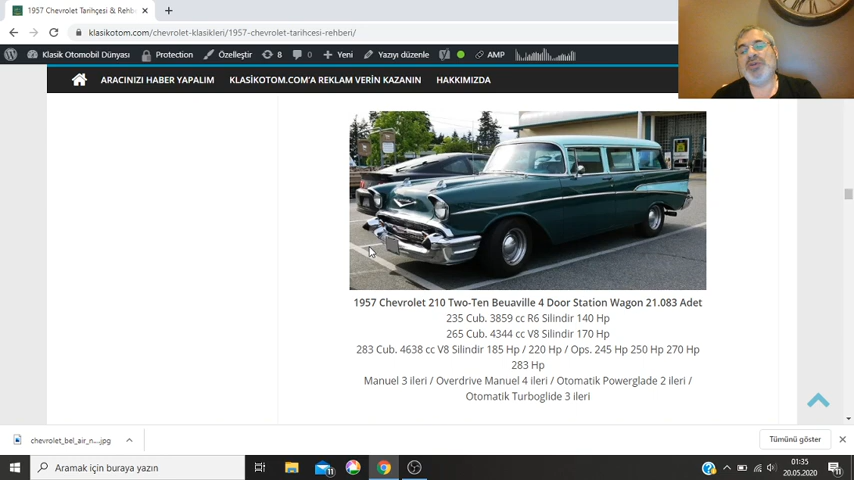 1957 Chevrolet Tarihçesi & Rehb
klasikotom.com/chevrolet-klasikleri/1957-chevrolet-tarihcesi-rehberi/
Klasik Otomobil Dünyası Protection Özelleştir 8 0 Yeni Yazıyı düzenle AMP
ARACINIZI HABER YAPALIM KLASİKOTOM.COM'A REKLAM VERİN KAZANIN HAKKIMIZDA
1957 Chevrolet 210 Two-Ten Beuaville 4 Door Station Wagon 21.083 Adet
235 Cub. 3859 cc R6 Silindir 140 Hp
265 Cub. 4344 cc V8 Silindir 170 Hp
283 Cub. 4638 cc V8 Silindir 185 Hp / 220 Hp / Ops. 245 Hp 250 Hp 270 Hp
283 Hp
Manuel 3 ileri / Overdrive Manuel 4 ileri / Otomatik Powerglade 2 ileri /
Otomatik Turboglide 3 ileri
chevrolet_bel_air_n....jpg
Tümünü göster
Aramak için buraya yazın
11
01:35
20.05.2020
11